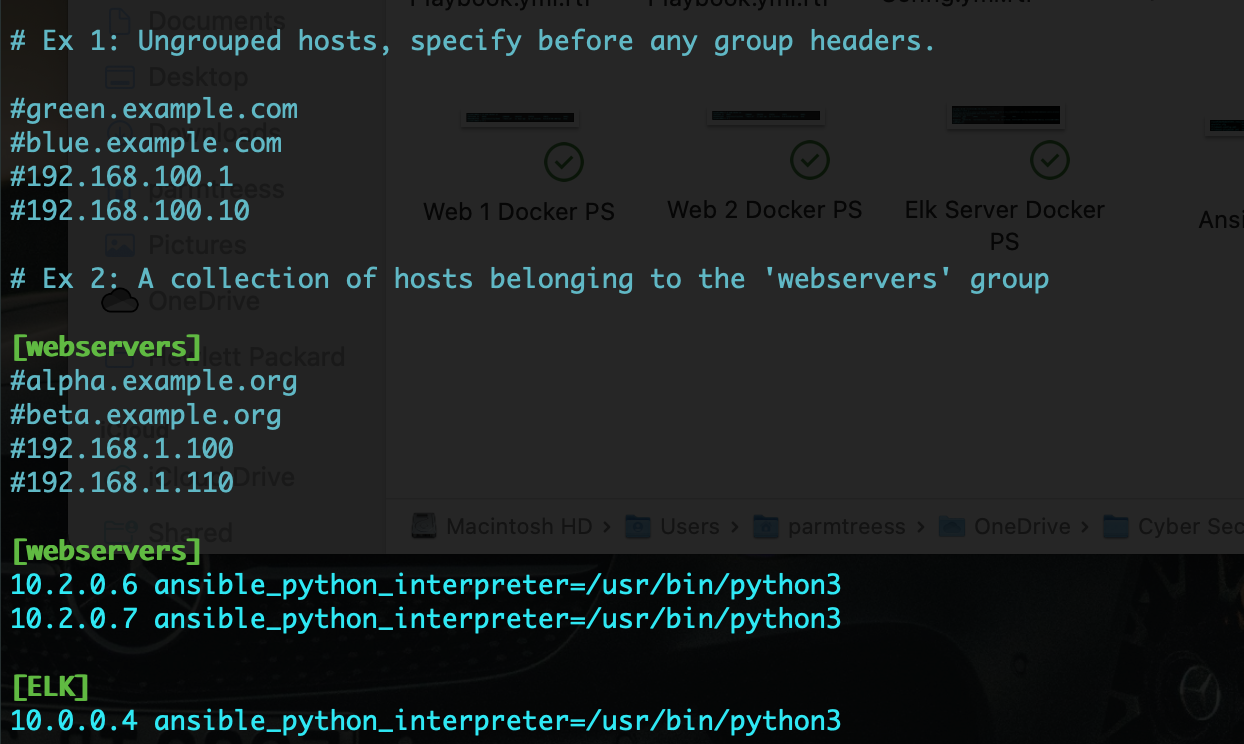 Playbook.yml.rtf
Playbook.yml.rtf
Config.yml.rtf
Documents
# Ex 1: Ungrouped hosts, specify before any group headers.
Desktop
#green.example.com
Downloads
#blue.example.com
#192.168.100.1
parmtreess
#192.168.100.10
Web 1 Docker PS
Web 2 Docker PS
Elk Server Docker
PS
Ansi
Pictures
# Ex 2: A collection of hosts belonging to the 'webservers' group
OneDrive
[webservers]
Hewlett Packard
#alpha.example.org
#beta.example.org
iCloud
#192.168.1.100
#192.168.1.110
iCloud Drive
Macintosh HD › Users › parmtreess › OneDrive › Cyber Sec
Shared
[webservers]
10.2.0.6 ansible_python_interpreter=/usr/bin/python3
10.2.0.7 ansible_python_interpreter=/usr/bin/python3
[ELK]
10.0.0.4 ansible_python_interpreter=/usr/bin/python3